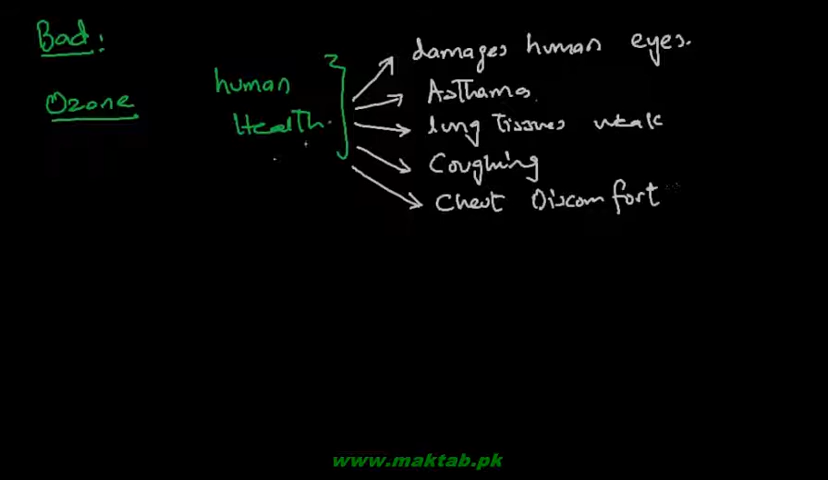 Bad:
Ozone
human
Health.
damages human eyes.
Asthama.
lung tissues weak
Coughing
Chest Discomfort
www.maktab.pk